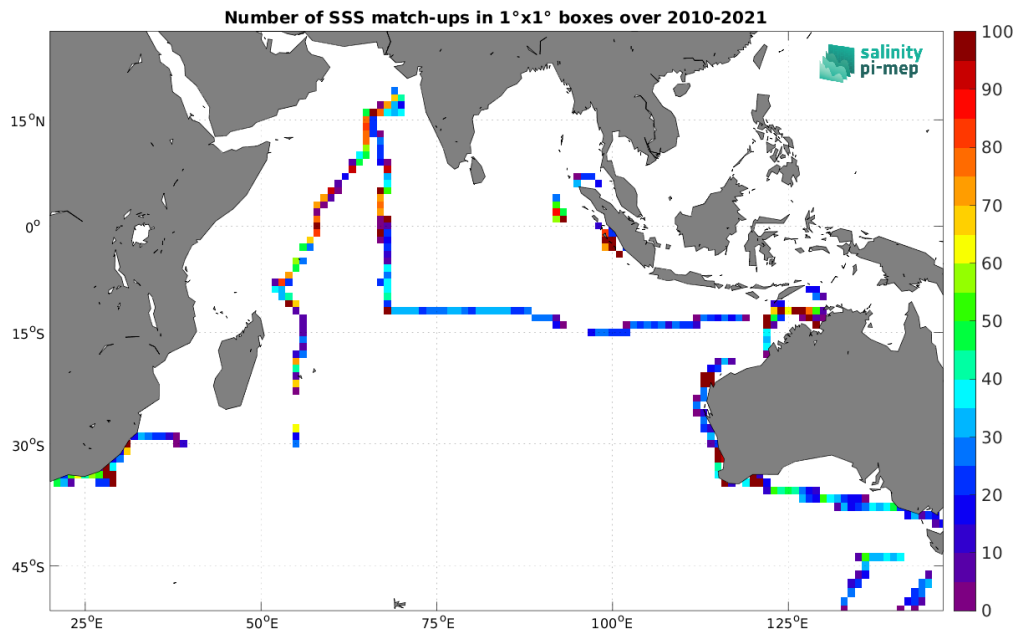 Number of SSS match-ups in 1°x1° boxes over 2010-2021
salinity
pi-mep
100
90
80
70
60
50
40
30
20
10
0
15°N
0°
15°S
30°S
45°S
25°E
50°E
75°E
100°E
125°E